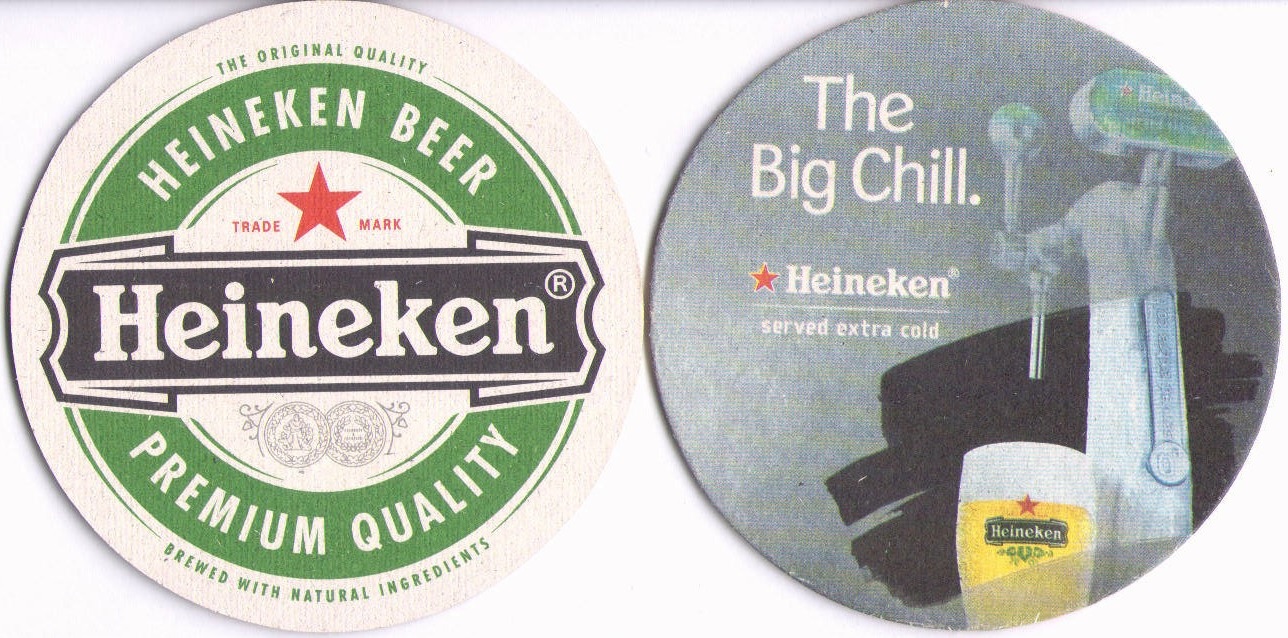 THE ORIGINAL QUALITY
HEINEKEN BEER
TRADE MARK
Heineken®
PREMIUM QUALITY
BREWED WITH NATURAL INGREDIENTS
The
Big Chill.
Heineken®
served extra cold
Heineken
Heineken